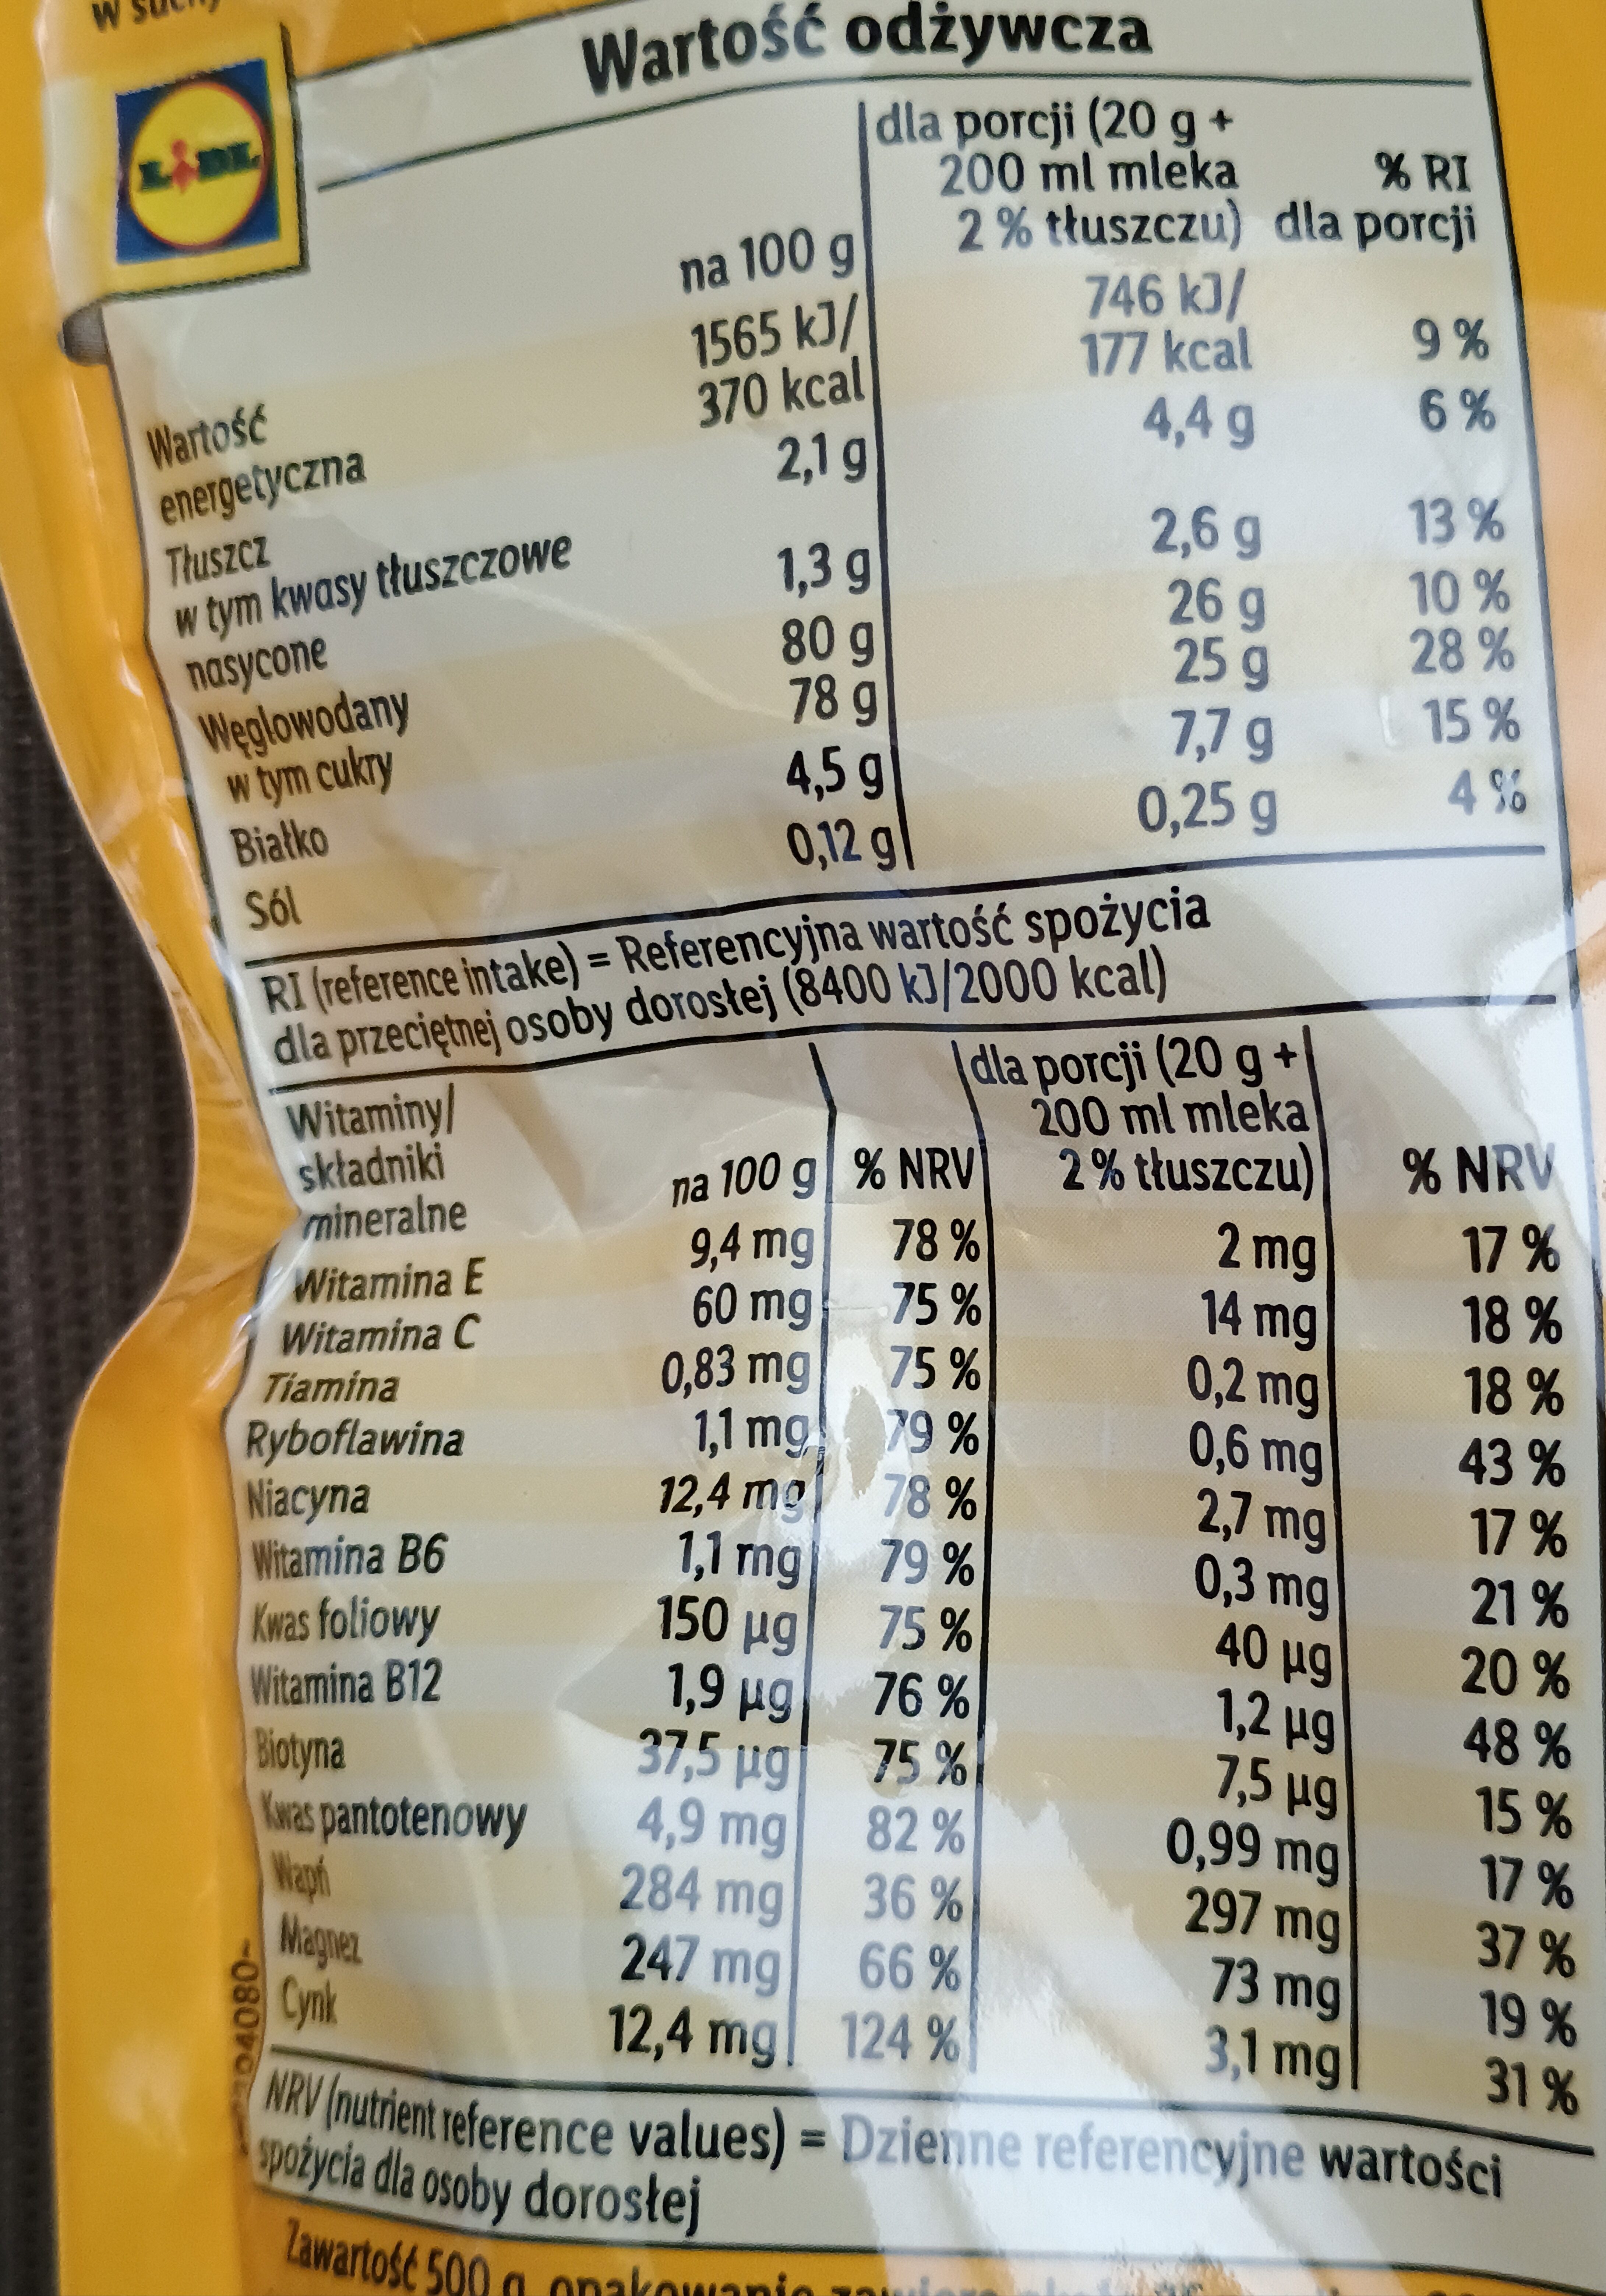 LIDL
Wartość odżywcza
dla porcji (20 g +
200 ml mleka % RI
na 100 g 2 % tłuszczu) dla porcji
Wartość 1565 kJ/ 746 kJ/
energetyczna 370 kcal 177 kcal 9 %
Tłuszcz 2,1 g 4,4 g 6 %
w tym kwasy tłuszczowe
nasycone 1,3 g 2,6 g 13 %
Węglowodany 80 g 26 g 10 %
w tym cukry 78 g 25 g 28 %
Białko 4,5 g 7,7 g 15 %
Sól 0,12 g 0,25 g 4 %
RI (reference intake) = Referencyjna wartość spożycia
dla przeciętnej osoby dorosłej (8400 kJ/2000 kcal)
Witaminy/ dla porcji (20 g +
składniki 200 ml mleka
mineralne na 100 g % NRV 2 % tłuszczu) % NRV
Witamina E 9,4 mg 78 % 2 mg 17 %
Witamina C 60 mg 75 % 14 mg 18 %
Tiamina 0,83 mg 75 % 0,2 mg 18 %
Ryboflawina 1,1 mg 79 % 0,6 mg 43 %
Niacyna 12,4 mg 78 % 2,7 mg 17 %
Witamina B6 1,1 mg 79 % 0,3 mg 21 %
Kwas foliowy 150 µg 75 % 40 µg 20 %
Witamina B12 1,9 µg 76 % 1,2 µg 48 %
Biotyna 37,5 µg 75 % 7,5 µg 15 %
Kwas pantotenowy 4,9 mg 82 % 0,99 mg 17 %
Wapń 284 mg 36 % 297 mg 37 %
Magnez 247 mg 66 % 73 mg 19 %
Cynk 12,4 mg 124 % 3,1 mg 31 %
NRV (nutrient reference values) = Dzienne referencyjne wartości
spożycia dla osoby dorosłej
Zawartość 500 g opakowanie zawiera